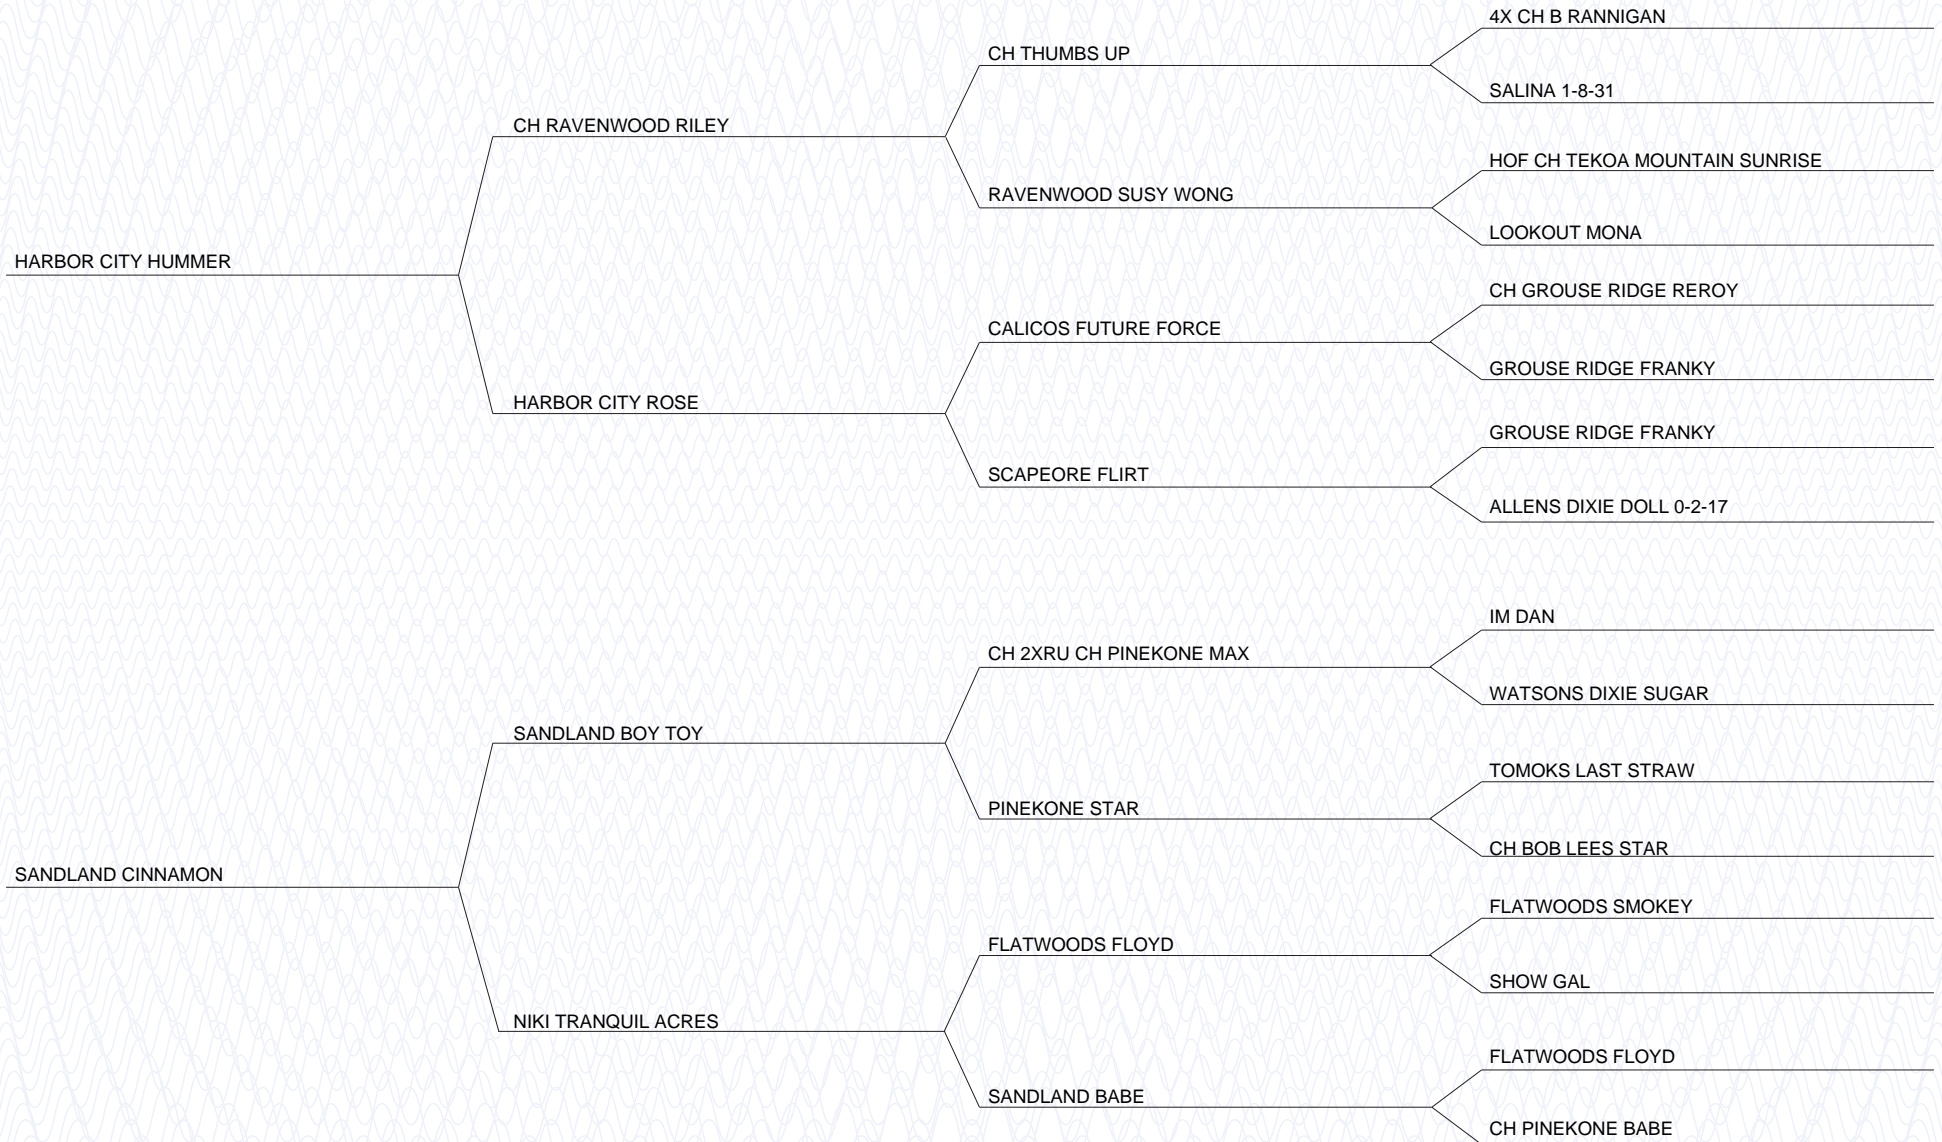 4X CH B RANNIGAN
CH THUMBS UP
SALINA 1-8-31
CH RAVENWOOD RILEY
HOF CH TEKOA MOUNTAIN SUNRISE
RAVENWOOD SUSY WONG
LOOKOUT MONA
HARBOR CITY HUMMER
CH GROUSE RIDGE REROY
CALICOS FUTURE FORCE
GROUSE RIDGE FRANKY
HARBOR CITY ROSE
GROUSE RIDGE FRANKY
SCAPEORE FLIRT
ALLENS DIXIE DOLL 0-2-17
IM DAN
CH 2XRU CH PINEKONE MAX
WATSONS DIXIE SUGAR
SANDLAND BOY TOY
TOMOKS LAST STRAW
PINEKONE STAR
CH BOB LEES STAR
SANDLAND CINNAMON
FLATWOODS SMOKEY
FLATWOODS FLOYD
SHOW GAL
NIKI TRANQUIL ACRES
FLATWOODS FLOYD
SANDLAND BABE
CH PINEKONE BABE